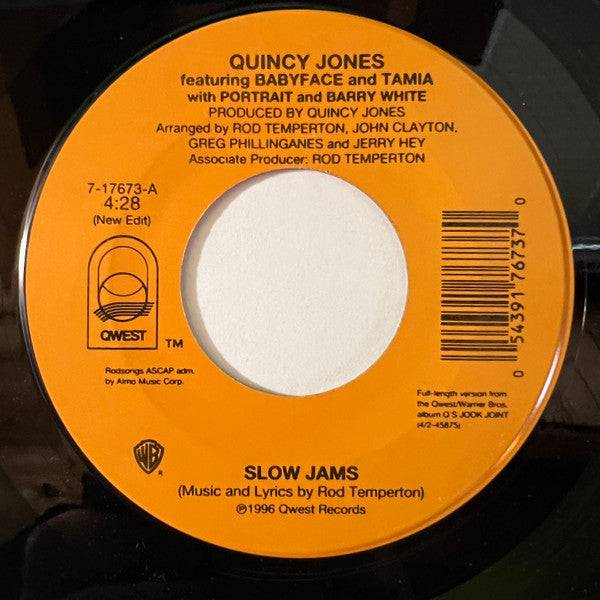 QUINCY JONES
featuring BABYFACE and TAMIA
with PORTRAIT and BARRY WHITE
PRODUCED BY QUINCY JONES
Arranged by ROD TEMPERTON, JOHN CLAYTON,
GREG PHILLINGANES and JERRY HEY
Associate Producer: ROD TEMPERTON
7-17673-A
4:28
(New Edit)
QWEST
TM
Rodsongs ASCAP adm.
by Almo Music Corp.
0 54391 76737 0
Full-length version from
the Qwest/Warner Bros.
album Q'S JOOK JOINT
(4/2-45875)
WB
®
SLOW JAMS
(Music and Lyrics by Rod Temperton)
℗1996 Qwest Records